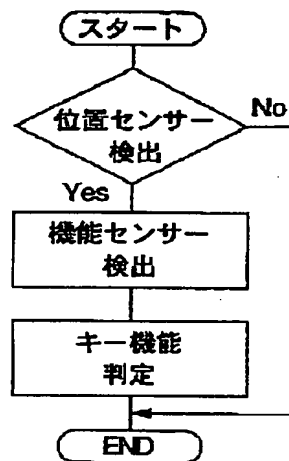 スタート
位置センサー
検出
No
Yes
機能センサー
検出
キー機能
判定
END